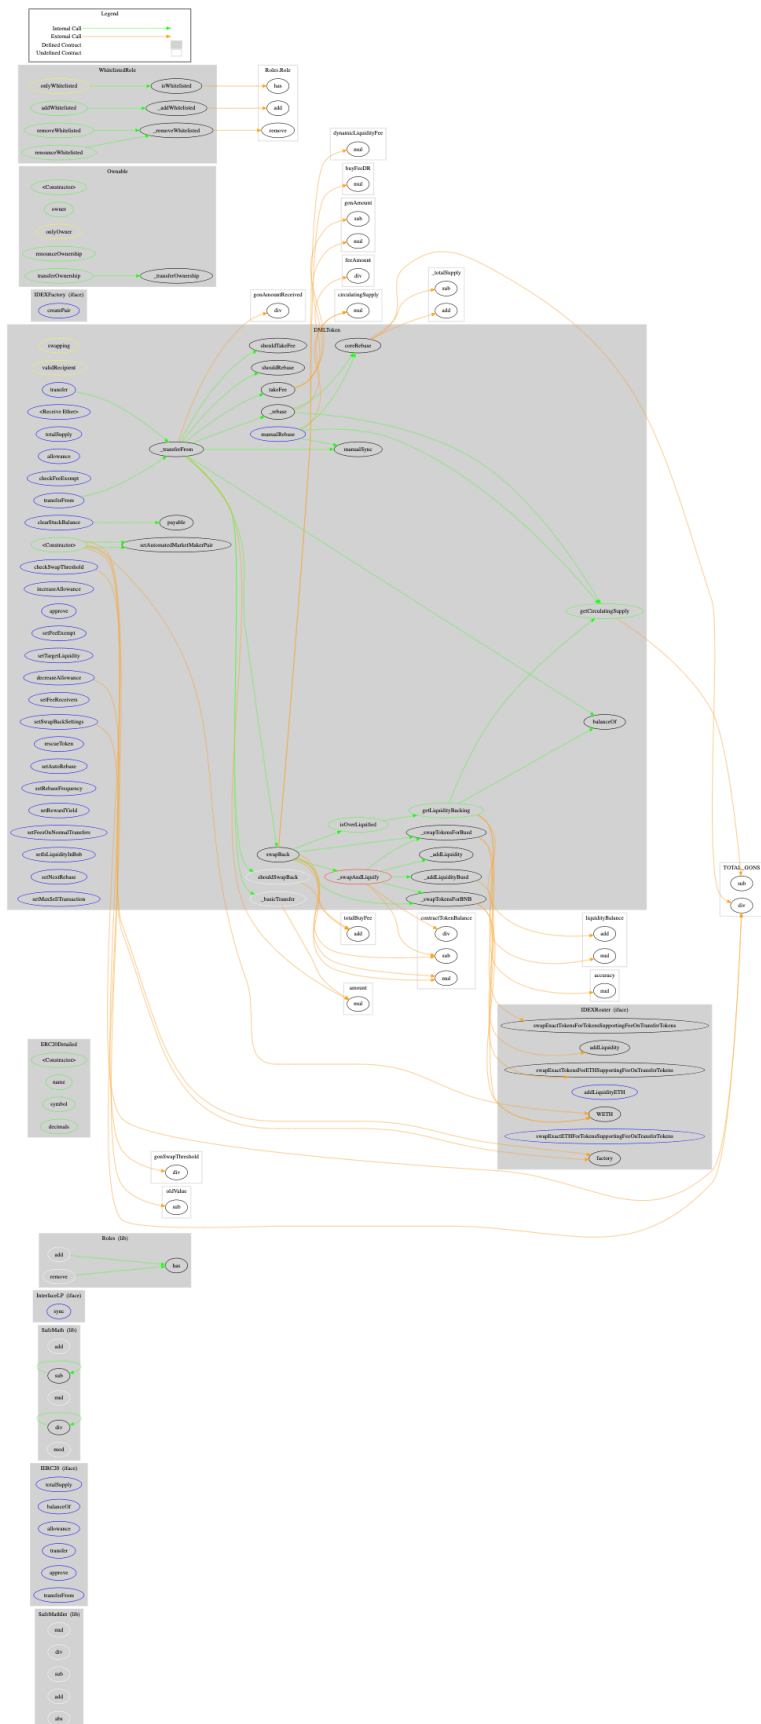 Legend
Internal Call
External Call
Defined Contract
Undefined Contract
WhitelistedRole
onlyWhitelisted
isWhitelisted
addWhitelisted
_addWhitelisted
removeWhitelisted
_removeWhitelisted
renounceWhitelisted
Roles.Role
has
add
remove
Ownable
<Constructor>
owner
onlyOwner
renounceOwnership
transferOwnership
_transferOwnership
dynamicLiquidityFee
mul
buyFeeDR
mul
gonAmount
sub
mul
feeAmount
div
circulatingSupply
mul
_totalSupply
sub
add
gonAmountReceived
div
IDEXFactory (iface)
createPair
DMLToken
swapping
validRecipient
transfer
<Receive Ether>
totalSupply
allowance
checkFeeExempt
transferFrom
clearStuckBalance
<Constructor>
checkSwapThreshold
increaseAllowance
approve
setFeeExempt
setTargetLiquidity
decreaseAllowance
setFeeReceivers
setSwapBackSettings
rescueToken
setAutoRebase
setRebaseFrequency
setRewardYield
setFeeOnNormalTransfers
setIsLiquidityInBnb
setNextRebase
setMaxSellTransaction
_transferFrom
payable
setAutomatedMarketMakerPair
shouldTakeFee
shouldRebase
takeFee
_rebase
manualRebase
coreRebase
manualSync
getCirculatingSupply
balanceOf
isOverLiquified
getLiquidityBacking
swapBack
shouldSwapBack
_basicTransfer
_swapAndLiquify
_swapTokensForBusd
_addLiquidity
_addLiquidityBusd
_swapTokensForBNB
TOTAL_GONS
sub
div
totalBuyFee
add
contractTokenBalance
div
sub
mul
amount
mul
liquidityBalance
add
mul
accuracy
mul
IDEXRouter (iface)
swapExactTokensForTokensSupportingFeeOnTransferTokens
addLiquidity
swapExactTokensForETHSupportingFeeOnTransferTokens
addLiquidityETH
WETH
swapExactETHForTokensSupportingFeeOnTransferTokens
factory
ERC20Detailed
<Constructor>
name
symbol
decimals
gonSwapThreshold
div
oldValue
sub
Roles (lib)
add
remove
has
InterfaceLP (iface)
sync
SafeMath (lib)
add
sub
mul
div
mod
IERC20 (iface)
totalSupply
balanceOf
allowance
transfer
approve
transferFrom
SafeMathInt (lib)
mul
div
sub
add
abs